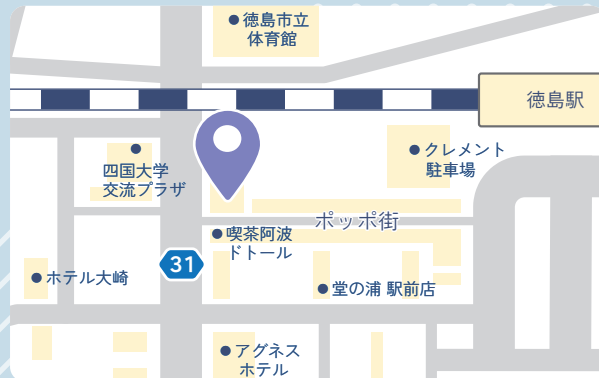 徳島市立
体育館
徳島駅
クレメント
駐車場
四国大学
交流プラザ
ポッポ街
喫茶阿波
ドトール
31
ホテル大崎
堂の浦 駅前店
アグネス
ホテル